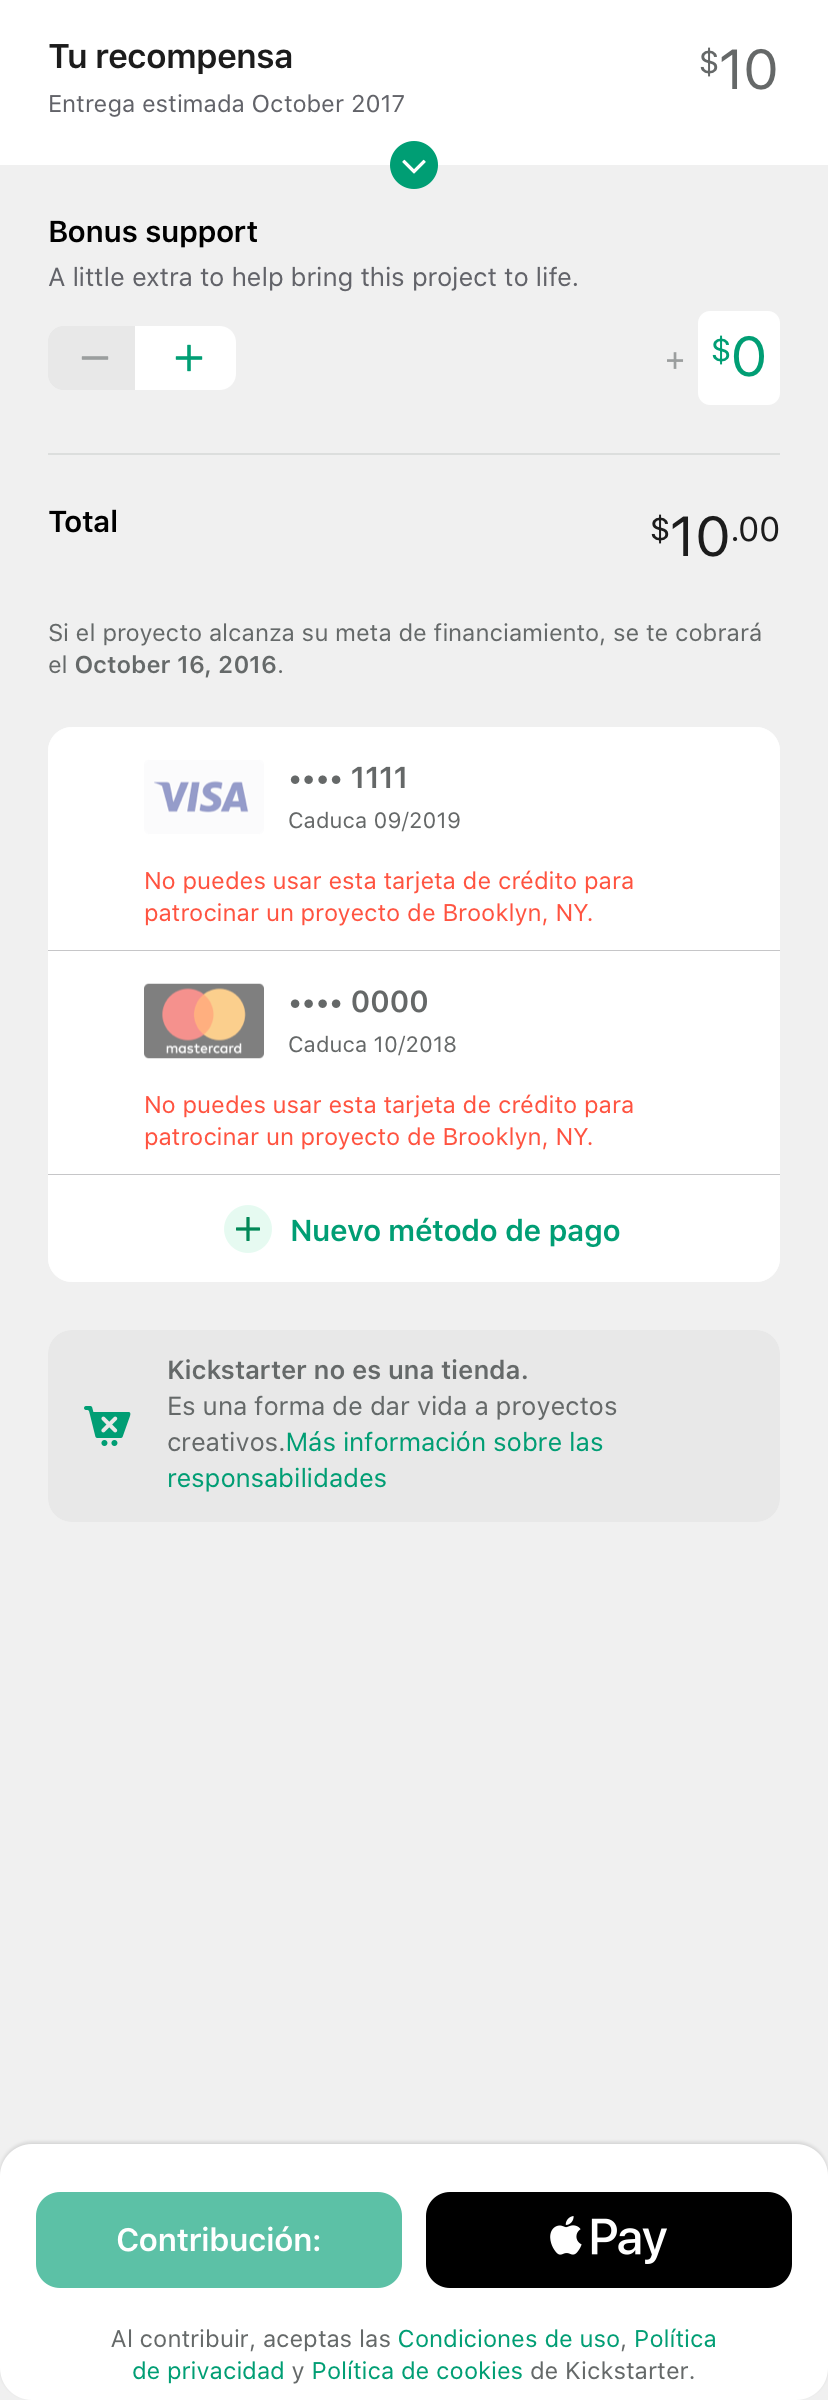 Tu recompensa
$10
Entrega estimada October 2017
Bonus support
A little extra to help bring this project to life.
− +
+ $0
Total
$10.00
Si el proyecto alcanza su meta de financiamiento, se te cobrará
el October 16, 2016.
VISA
•••• 1111
Caduca 09/2019
No puedes usar esta tarjeta de crédito para
patrocinar un proyecto de Brooklyn, NY.
mastercard
•••• 0000
Caduca 10/2018
No puedes usar esta tarjeta de crédito para
patrocinar un proyecto de Brooklyn, NY.
+ Nuevo método de pago
Kickstarter no es una tienda.
Es una forma de dar vida a proyectos
creativos.Más información sobre las
responsabilidades
Contribución:
Pay
Al contribuir, aceptas las Condiciones de uso, Política
de privacidad y Política de cookies de Kickstarter.